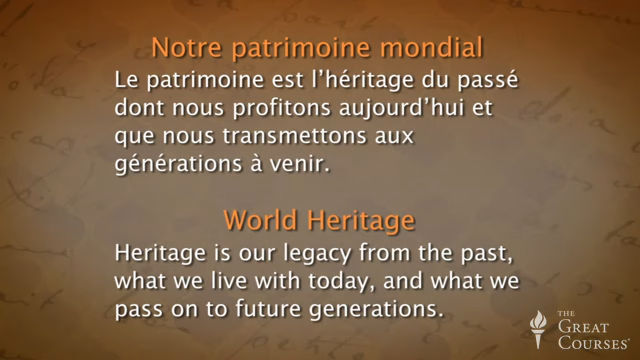 Notre patrimoine mondial
Le patrimoine est l'héritage du passé
dont nous profitons aujourd'hui et
que nous transmettons aux
générations à venir.
World Heritage
Heritage is our legacy from the past,
what we live with today, and what we
pass on to future generations.
THE
GREAT
COURSES®